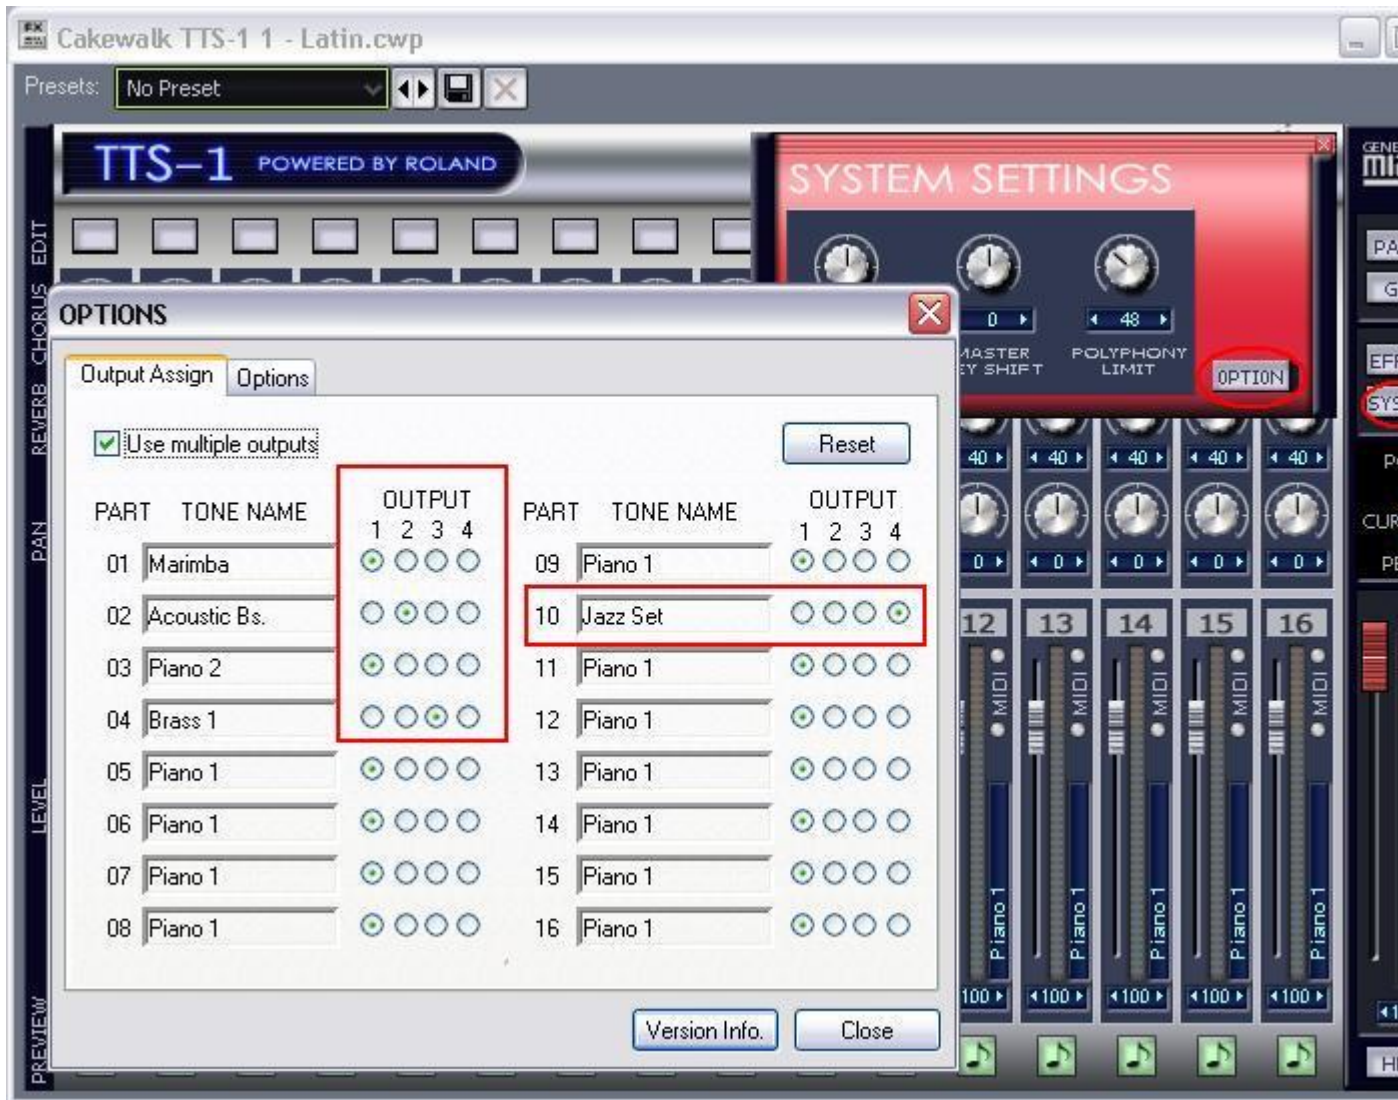 FX
Cakewalk TTS-1 1 - Latin.cwp
Presets:
No Preset
TTS-1 POWERED BY ROLAND
SYSTEM SETTINGS
0
48
POLYPHONY
LIMIT
OPTION
EDIT
CHORUS
REVERB
PAN
LEVEL
PREVIEW
OPTIONS
Output Assign
Options
Use multiple outputs
Reset
PART TONE NAME OUTPUT
1 2 3 4
01 Marimba
02 Acoustic Bs.
03 Piano 2
04 Brass 1
05 Piano 1
06 Piano 1
07 Piano 1
08 Piano 1
PART TONE NAME OUTPUT
1 2 3 4
09 Piano 1
10 Jazz Set
11 Piano 1
12 Piano 1
13 Piano 1
14 Piano 1
15 Piano 1
16 Piano 1
Version Info.
Close
40 40 40 40 40
0 0 0 0 0
12 13 14 15 16
MIDI MIDI MIDI MIDI MIDI
Piano 1 Piano 1 Piano 1 Piano 1
100 100 100 100 100